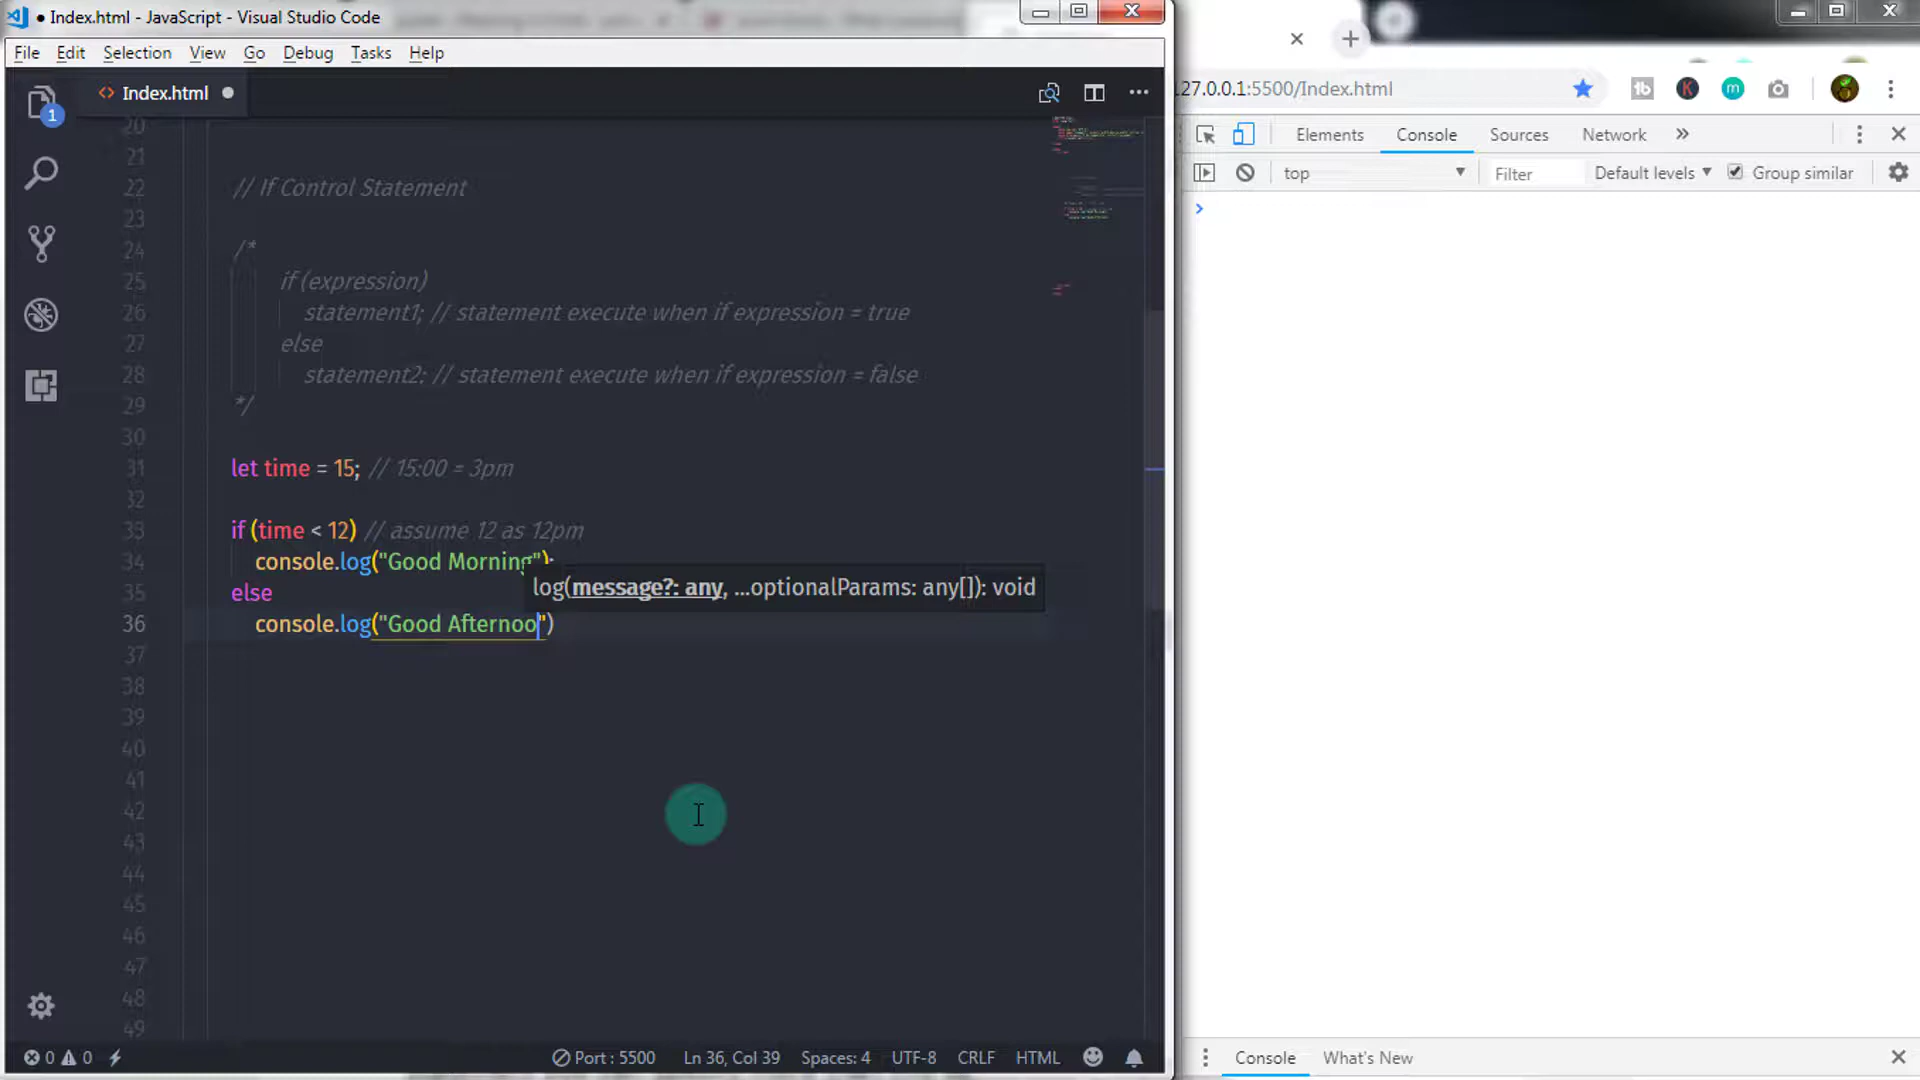 ● Index.html - JavaScript - Visual Studio Code
File Edit Selection View Go Debug Tasks Help
1
<> Index.html ●
20
21
22 // If Control Statement
23
24 /*
25 if (expression)
26 statement1; // statement execute when if expression = true
27 else
28 statement2; // statement execute when if expression = false
29 */
30
31 let time = 15; // 15:00 = 3pm
32
33 if (time < 12) // assume 12 as 12pm
34 console.log("Good Morning");
log(message?: any, ...optionalParams: any[]): void
35 else
36 console.log("Good Afternoo")
37
38
39
40
41
42
43
44
45
46
47
48
49
0 0 Port : 5500 Ln 36, Col 39 Spaces: 4 UTF-8 CRLF HTML
127.0.0.1:5500/Index.html
K m
Elements Console Sources Network »
top Filter Default levels ▼ Group similar
>
Console What's New